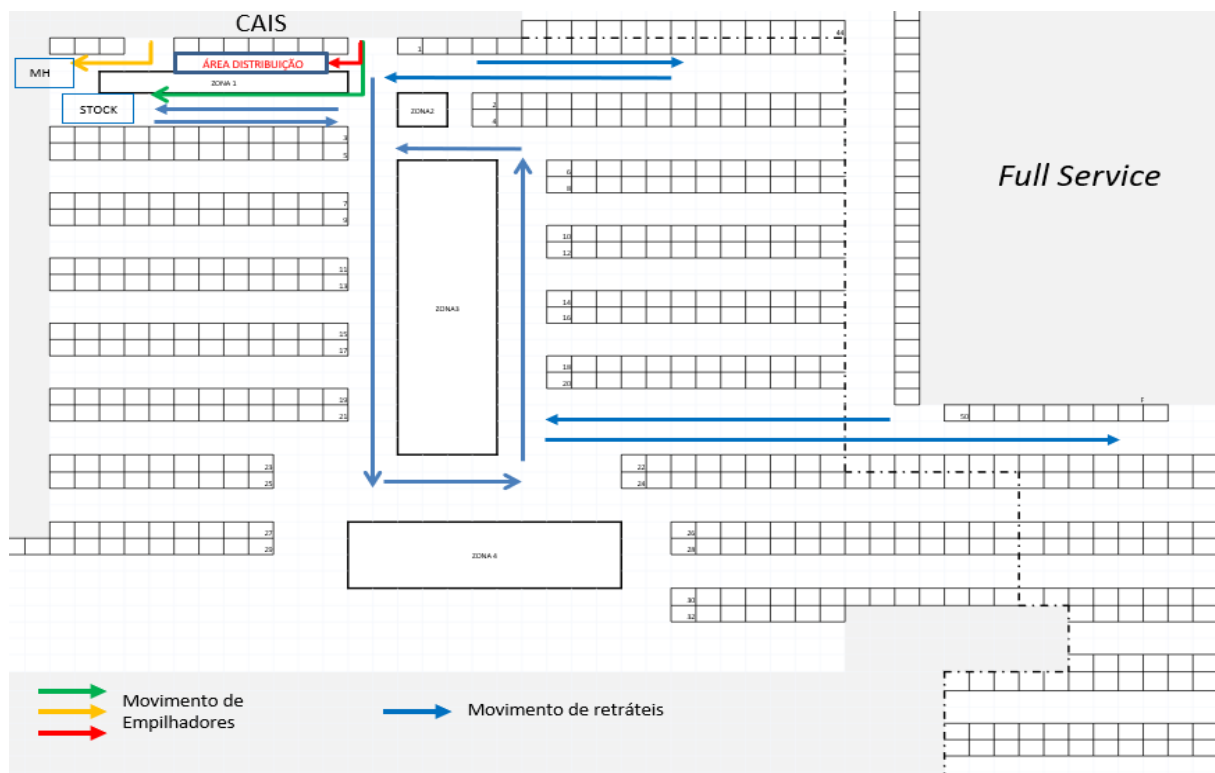 CAIS
44
1
ÁREA DISTRIBUIÇÃO
MH
ZONA 1
STOCK
ZONA2
2
4
3
5
Full Service
6
8
7
9
10
12
11
13
14
16
ZONA3
15
17
18
20
19
21
50
23
25
22
24
27
29
26
28
ZONA 4
30
32
Movimento de
Empilhadores
Movimento de retráteis